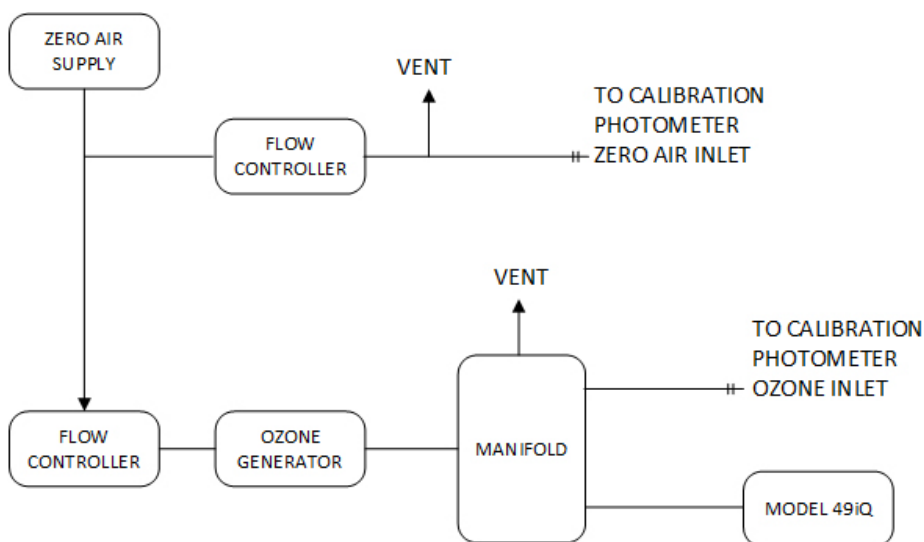 ZERO AIR
SUPPLY
VENT
TO CALIBRATION
PHOTOMETER
ZERO AIR INLET
FLOW
CONTROLLER
VENT
TO CALIBRATION
PHOTOMETER
OZONE INLET
FLOW
CONTROLLER
OZONE
GENERATOR
MANIFOLD
MODEL 49iQ